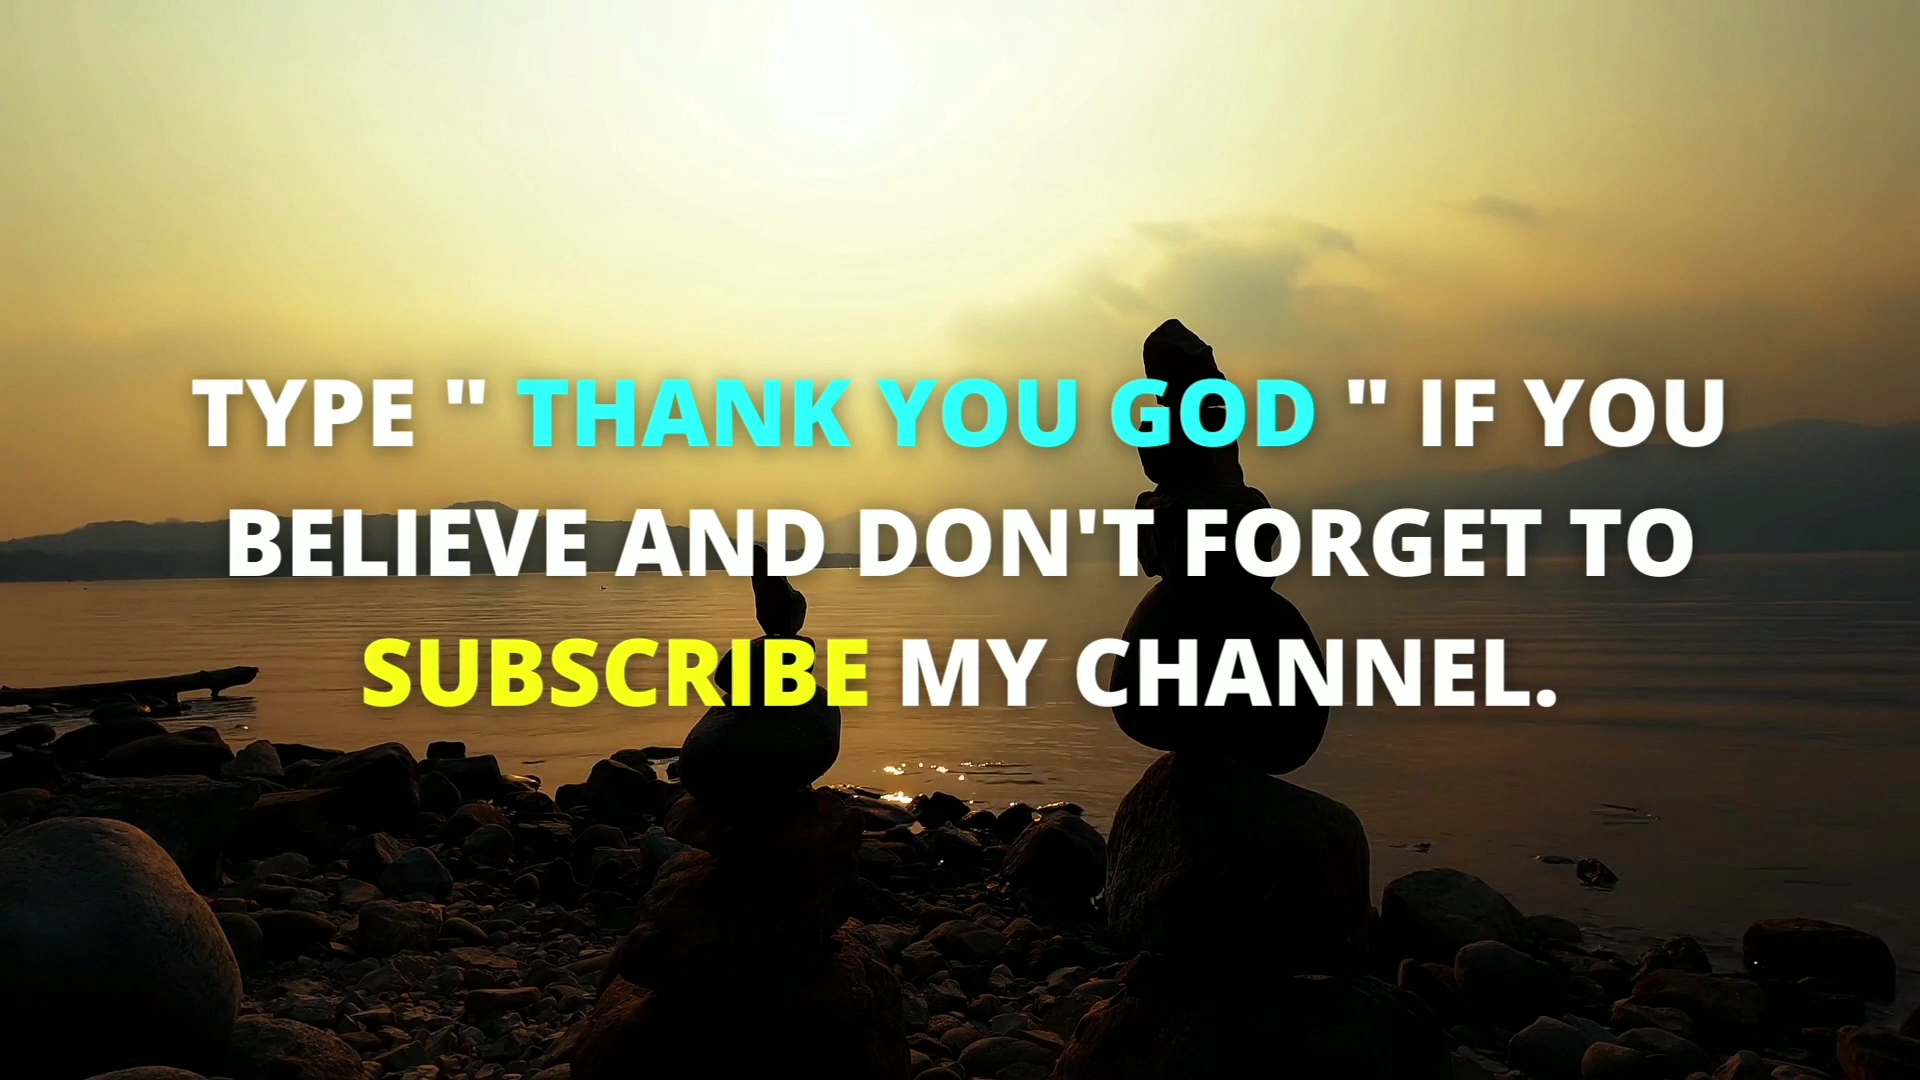 TYPE " THANK YOU GOD " IF YOU
BELIEVE AND DON'T FORGET TO
SUBSCRIBE MY CHANNEL.